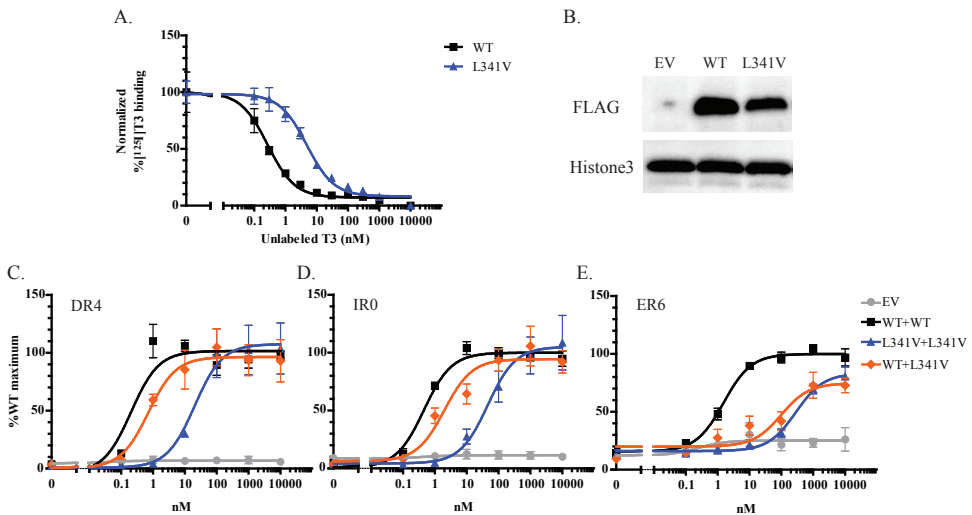 A.
B.
150
100
50
0
Normalized
%[¹²⁵I]T3 binding
0 0.1 1 10 100 1000 10000
Unlabeled T3 (nM)
WT
L341V
EV WT L341V
FLAG
Histone3
C.
DR4
150
100
50
0
%WT maximum
0 0.1 1 10 100 1000 10000
nM
D.
IR0
150
100
50
0
0 0.1 1 10 100 1000 10000
nM
E.
ER6
150
100
50
0
0 0.1 1 10 100 1000 10000
nM
EV
WT+WT
L341V+L341V
WT+L341V